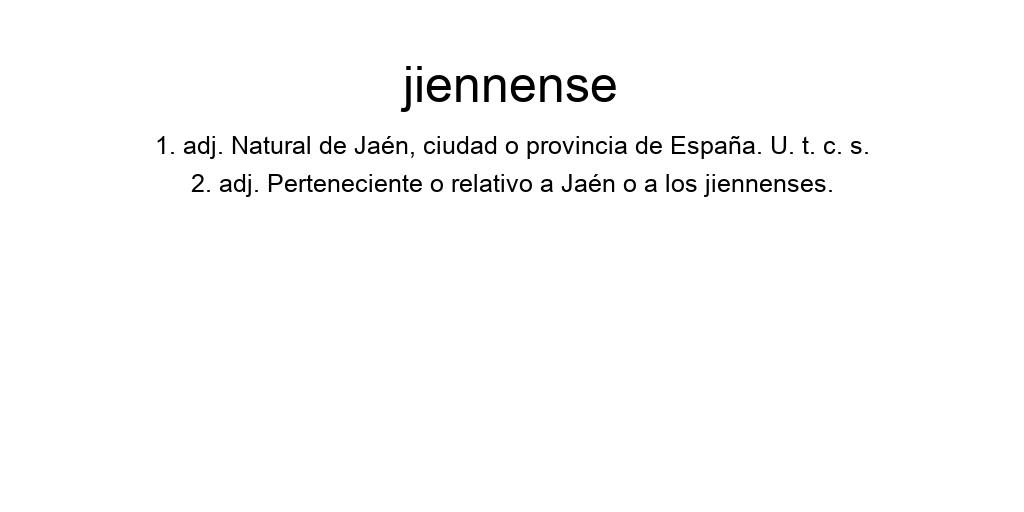 jiennense
1. adj. Natural de Jaén, ciudad o provincia de España. U. t. c. s.
2. adj. Perteneciente o relativo a Jaén o a los jiennenses.